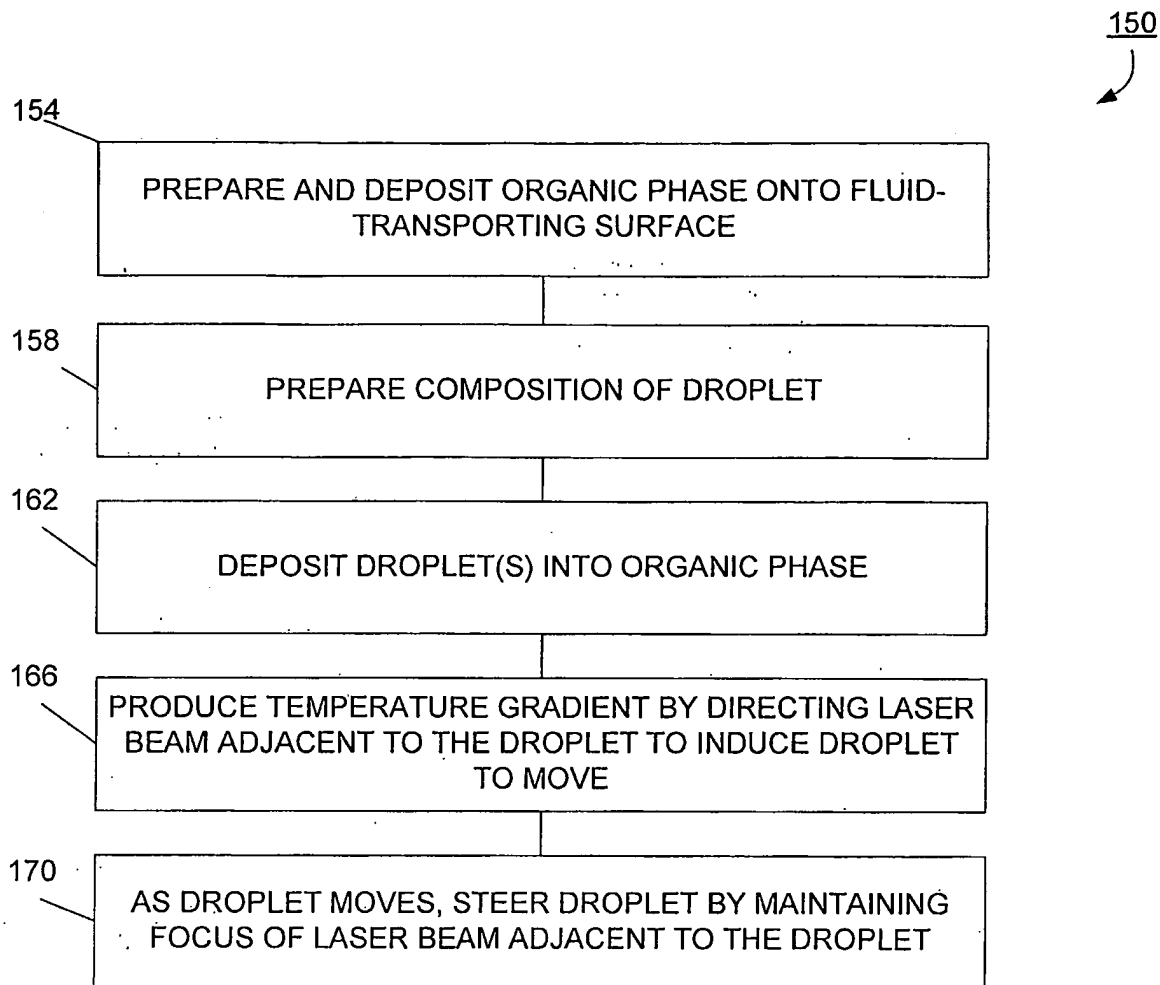 150
154
PREPARE AND DEPOSIT ORGANIC PHASE ONTO FLUID-
TRANSPORTING SURFACE
158
PREPARE COMPOSITION OF DROPLET
162
DEPOSIT DROPLET(S) INTO ORGANIC PHASE
166
PRODUCE TEMPERATURE GRADIENT BY DIRECTING LASER
BEAM ADJACENT TO THE DROPLET TO INDUCE DROPLET
TO MOVE
170
AS DROPLET MOVES, STEER DROPLET BY MAINTAINING
FOCUS OF LASER BEAM ADJACENT TO THE DROPLET